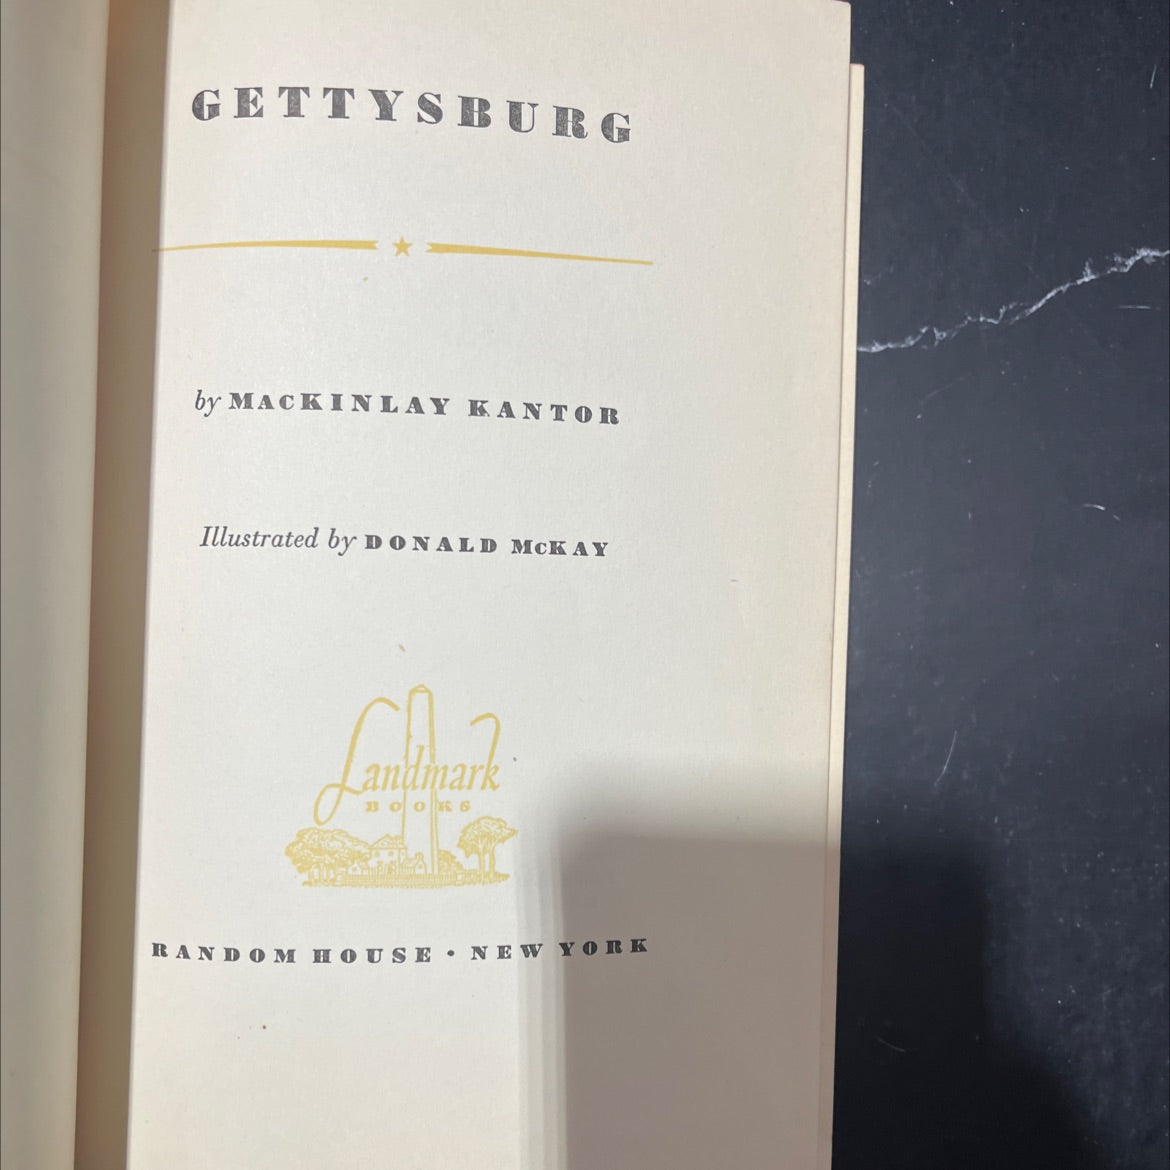 GETTYSBURG
by MACKINLAY KANTOR
Illustrated by DONALD McKAY
Landmark
BOOKS
RANDOM HOUSE • NEW YORK